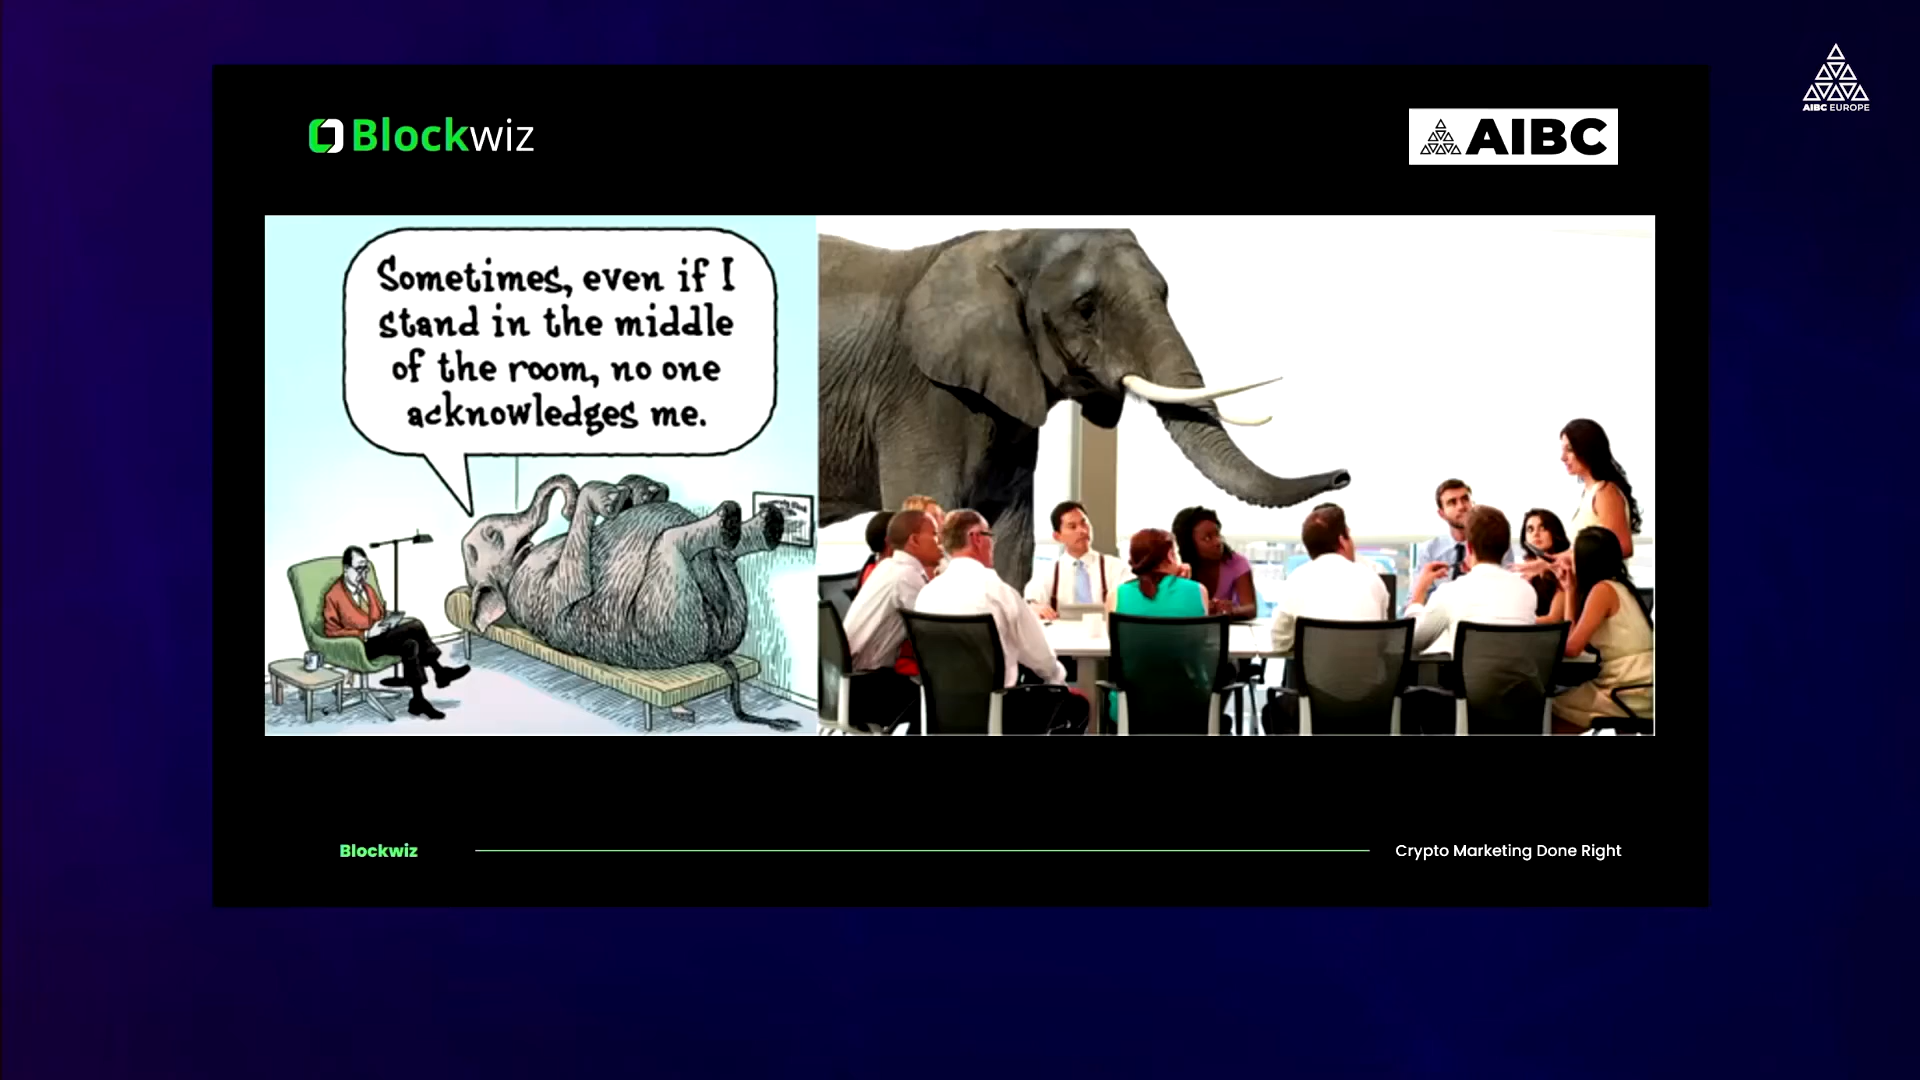 AIBC EUROPE
Blockwiz
AIBC
Sometimes, even if I
stand in the middle
of the room, no one
acknowledges me.
Blockwiz
Crypto Marketing Done Right